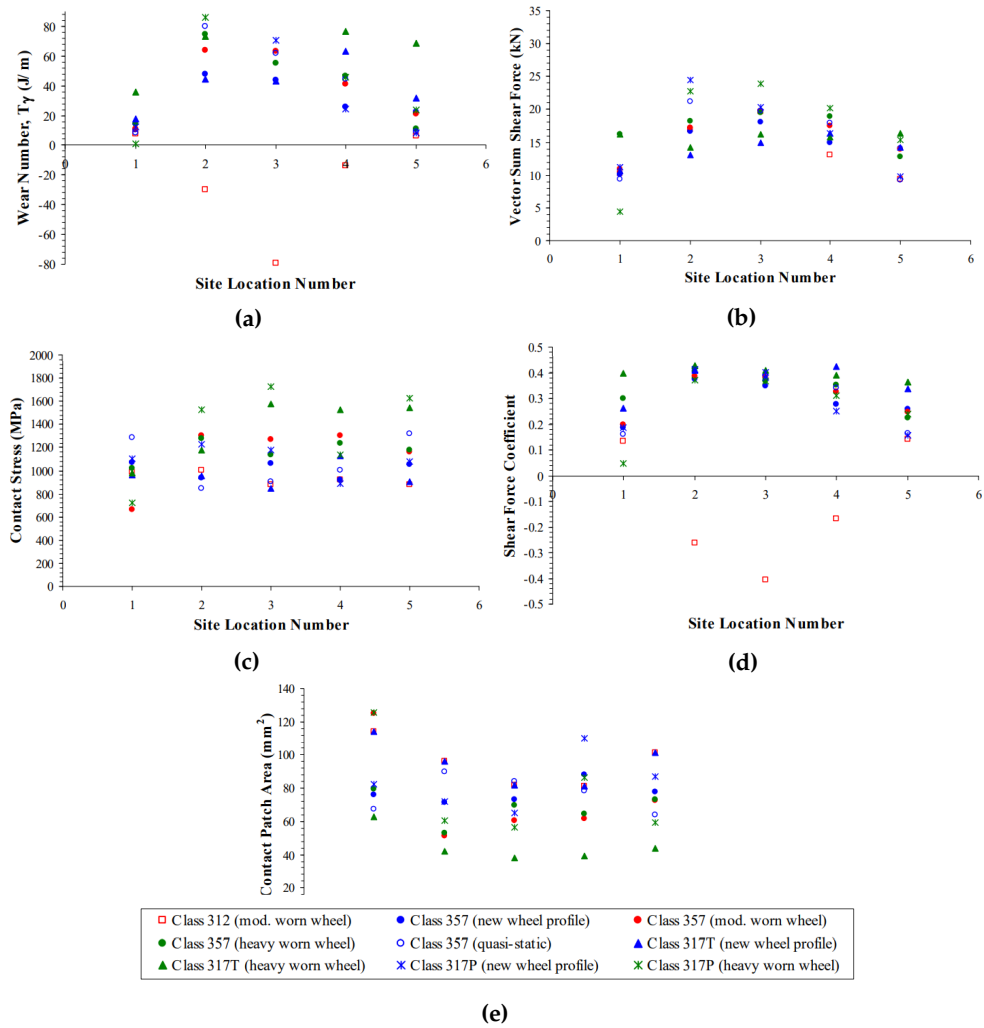 80
60
40
20
0
-20
-40
-60
-80
0 1 2 3 4 5 6
Wear Number, Tγ (J/ m)
Site Location Number
(a)
35
30
25
20
15
10
5
0
0 1 2 3 4 5 6
Vector Sum Shear Force (kN)
Site Location Number
(b)
2000
1800
1600
1400
1200
1000
800
600
400
200
0
0 1 2 3 4 5 6
Contact Stress (MPa)
Site Location Number
(c)
0.5
0.4
0.3
0.2
0.1
0
-0.1
-0.2
-0.3
-0.4
-0.5
0 1 2 3 4 5 6
Shear Force Coefficient
Site Location Number
(d)
140
120
100
80
60
40
20
Contact Patch Area (mm²)
Class 312 (mod. worn wheel) Class 357 (new wheel profile) Class 357 (mod. worn wheel)
Class 357 (heavy worn wheel) Class 357 (quasi-static) Class 317T (new wheel profile)
Class 317T (heavy worn wheel) Class 317P (new wheel profile) Class 317P (heavy worn wheel)
(e)